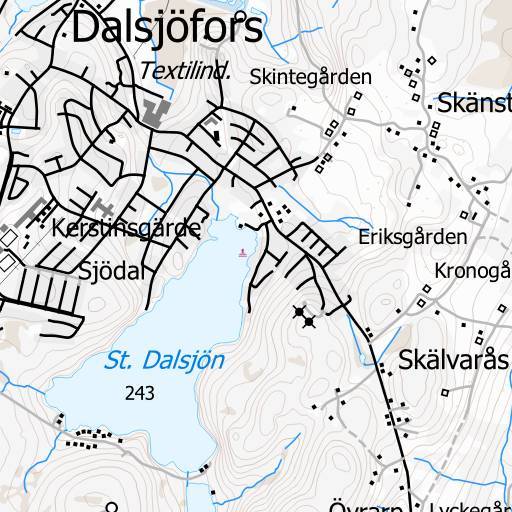 Dalsjöfors
Textilind.
Skintegården
Skänst
Kerstinsgärde
Eriksgården
Sjödal
Kronogå
St. Dalsjön
Skälvarås
243
Övrarp
Lyckegår